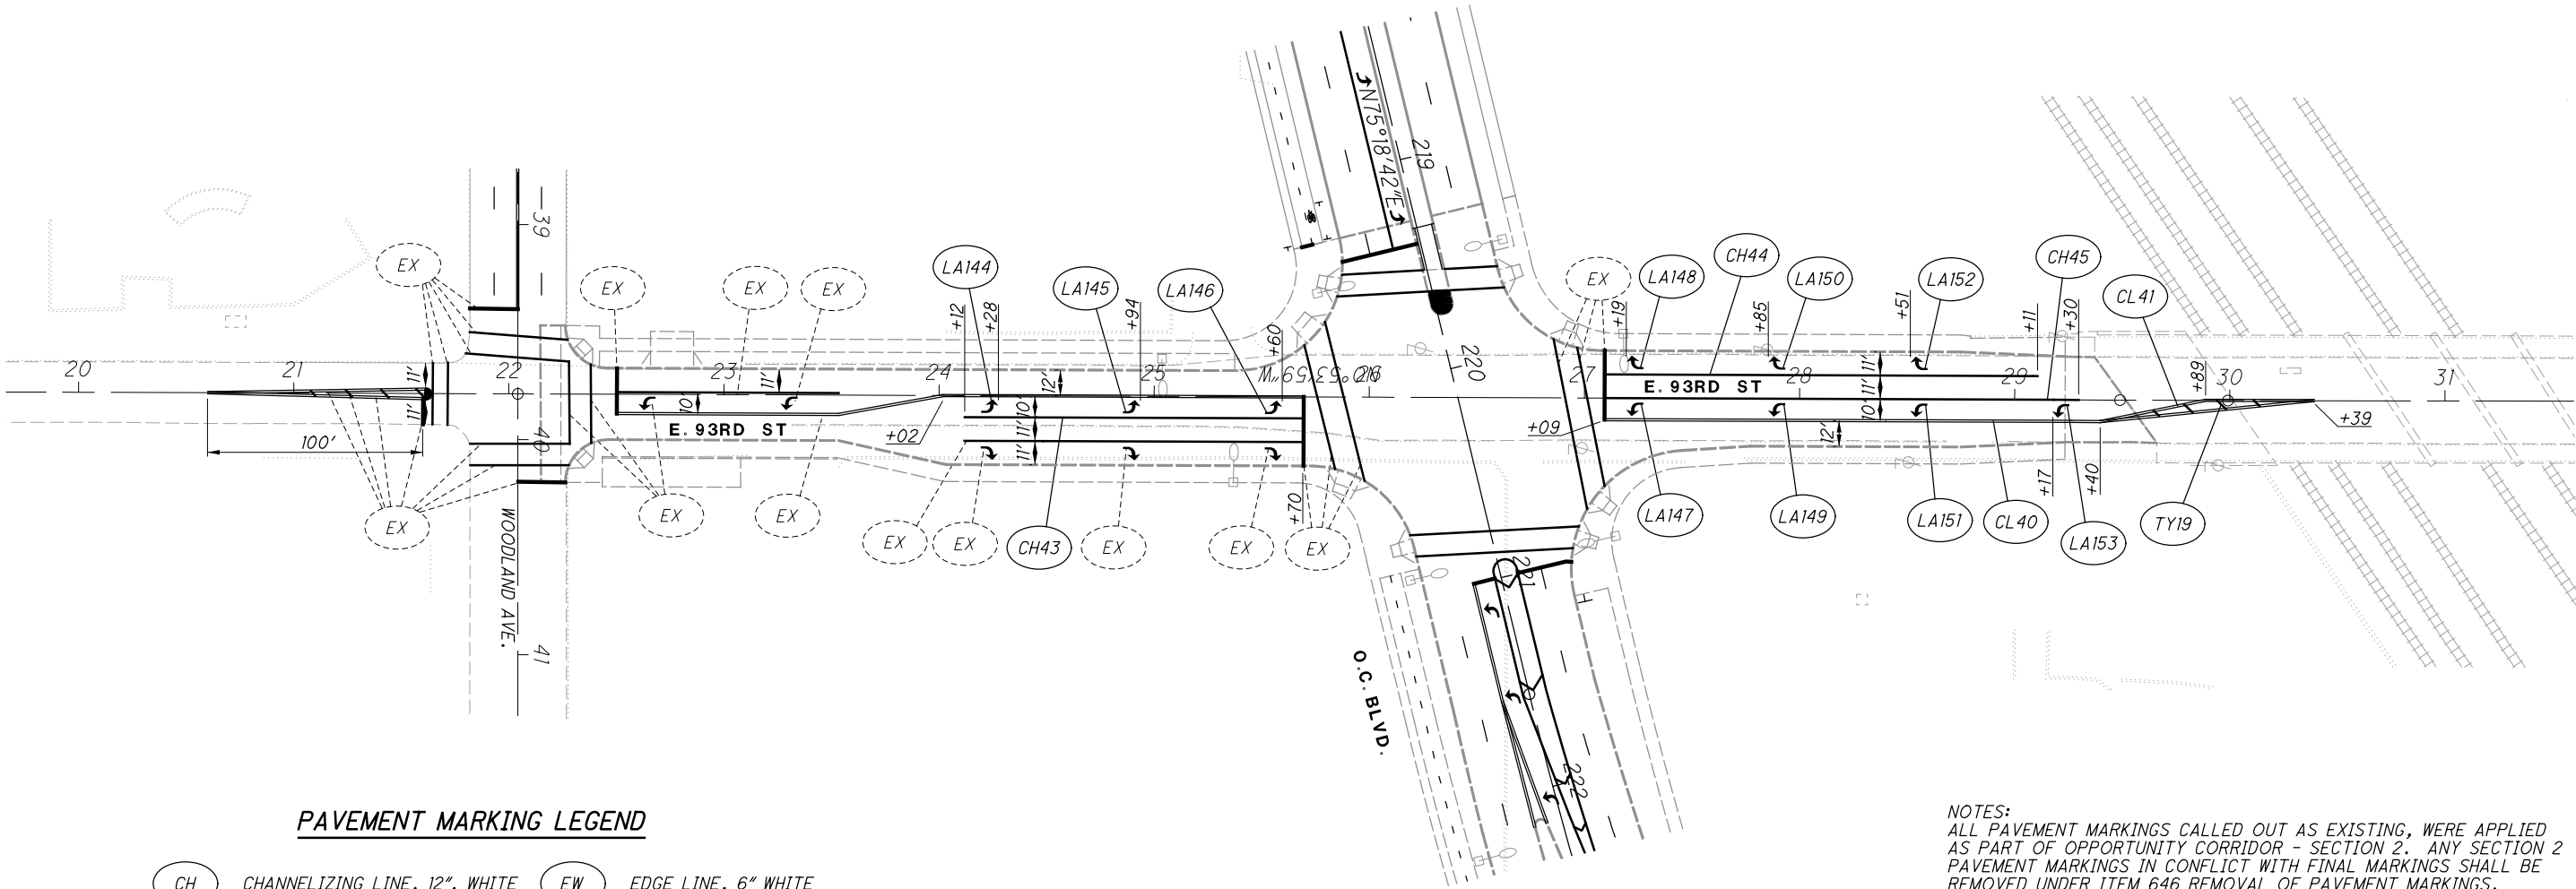 N75°18'42"E
219
39
EX
EX
EX
EX
LA144
LA145
LA146
EX
LA148
CH44
LA150
LA152
CH45
CL41
+12
+28
+94
+60
+19
+85
+51
+11
+30
+89
20
21
22
23
24
25
26
27
28
29
30
31
11'
11'
10'
11'
12'
10'
11'
11'
220
11'
11'
10'
12'
E. 93RD ST
E. 93RD ST
E. 93RD ST
+02
+09
+39
100'
40
+70
+17
+40
EX
EX
EX
EX
EX
CH43
EX
EX
EX
LA147
LA149
LA151
CL40
LA153
TY19
WOODLAND AVE.
41
221
O.C. BLVD.
222
PAVEMENT MARKING LEGEND
CH CHANNELIZING LINE, 12", WHITE
EW EDGE LINE, 6" WHITE
NOTES:
ALL PAVEMENT MARKINGS CALLED OUT AS EXISTING, WERE APPLIED
AS PART OF OPPORTUNITY CORRIDOR - SECTION 2. ANY SECTION 2
PAVEMENT MARKINGS IN CONFLICT WITH FINAL MARKINGS SHALL BE
REMOVED UNDER ITEM 646 REMOVAL OF PAVEMENT MARKINGS.